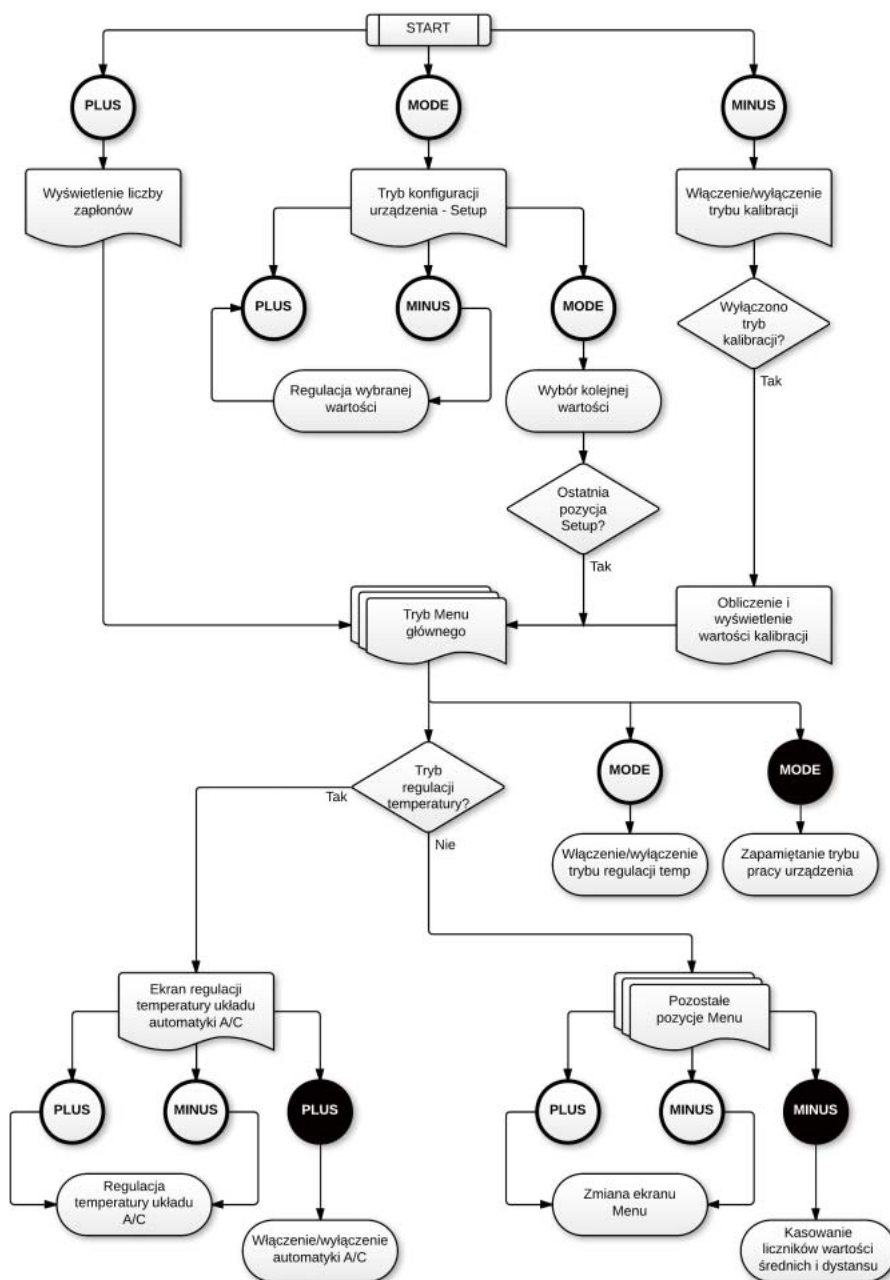 START
PLUS
MODE
MINUS
Wyświetlenie liczby
zapłonów
Tryb konfiguracji
urządzenia - Setup
Włączenie/wyłączenie
trybu kalibracji
PLUS
MINUS
MODE
Wyłączono
tryb
kalibracji?
Tak
Regulacja wybranej
wartości
Wybór kolejnej
wartości
Ostatnia
pozycja
Setup?
Tak
Tryb Menu
głównego
Obliczenie i
wyświetlenie
wartości kalibracji
Tryb
regulacji
temperatury?
Tak
Nie
MODE
MODE
Włączenie/wyłączenie
trybu regulacji temp
Zapamiętanie trybu
pracy urządzenia
Ekran regulacji
temperatury układu
automatyki A/C
Pozostałe
pozycje Menu
PLUS
MINUS
PLUS
PLUS
MINUS
MINUS
Regulacja
temperatury układu
A/C
Włączenie/wyłączenie
automatyki A/C
Zmiana ekranu
Menu
Kasowanie
liczników wartości
średnich i dystansu